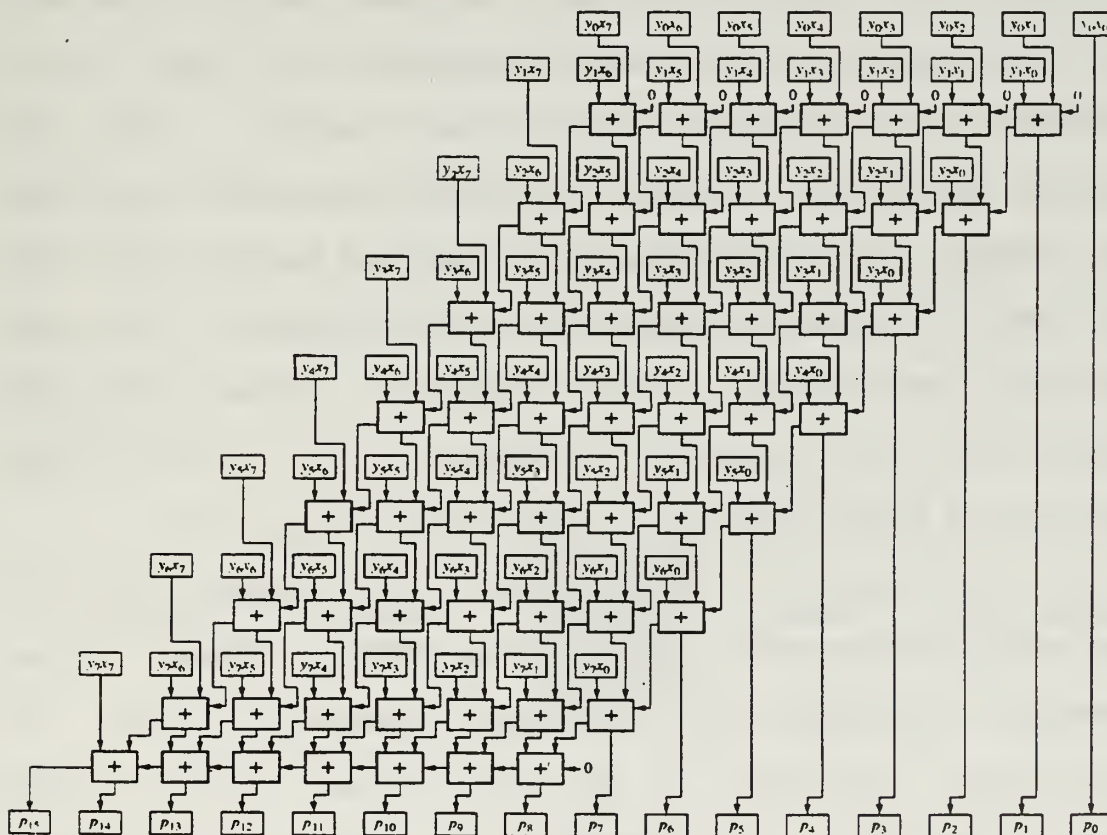 y₀x₇ y₀x₆ y₀x₅ y₀x₄ y₀x₃ y₀x₂ y₀x₁ y₀x₀
y₁x₇ y₁x₆ y₁x₅ y₁x₄ y₁x₃ y₁x₂ y₁x₁ y₁x₀
0 0 0 0 0 0 0
+ + + + + + +
y₂x₇ y₂x₆ y₂x₅ y₂x₄ y₂x₃ y₂x₂ y₂x₁ y₂x₀
+ + + + + + +
y₃x₇ y₃x₆ y₃x₅ y₃x₄ y₃x₃ y₃x₂ y₃x₁ y₃x₀
+ + + + + + +
y₄x₇ y₄x₆ y₄x₅ y₄x₄ y₄x₃ y₄x₂ y₄x₁ y₄x₀
+ + + + + + +
y₅x₇ y₅x₆ y₅x₅ y₅x₄ y₅x₃ y₅x₂ y₅x₁ y₅x₀
+ + + + + + +
y₆x₇ y₆x₆ y₆x₅ y₆x₄ y₆x₃ y₆x₂ y₆x₁ y₆x₀
+ + + + + + +
y₇x₇ y₇x₆ y₇x₅ y₇x₄ y₇x₃ y₇x₂ y₇x₁ y₇x₀
+ + + + + + +
+ + + + + + + 0
p₁₅ p₁₄ p₁₃ p₁₂ p₁₁ p₁₀ p₉ p₈ p₇ p₆ p₅ p₄ p₃ p₂ p₁ p₀